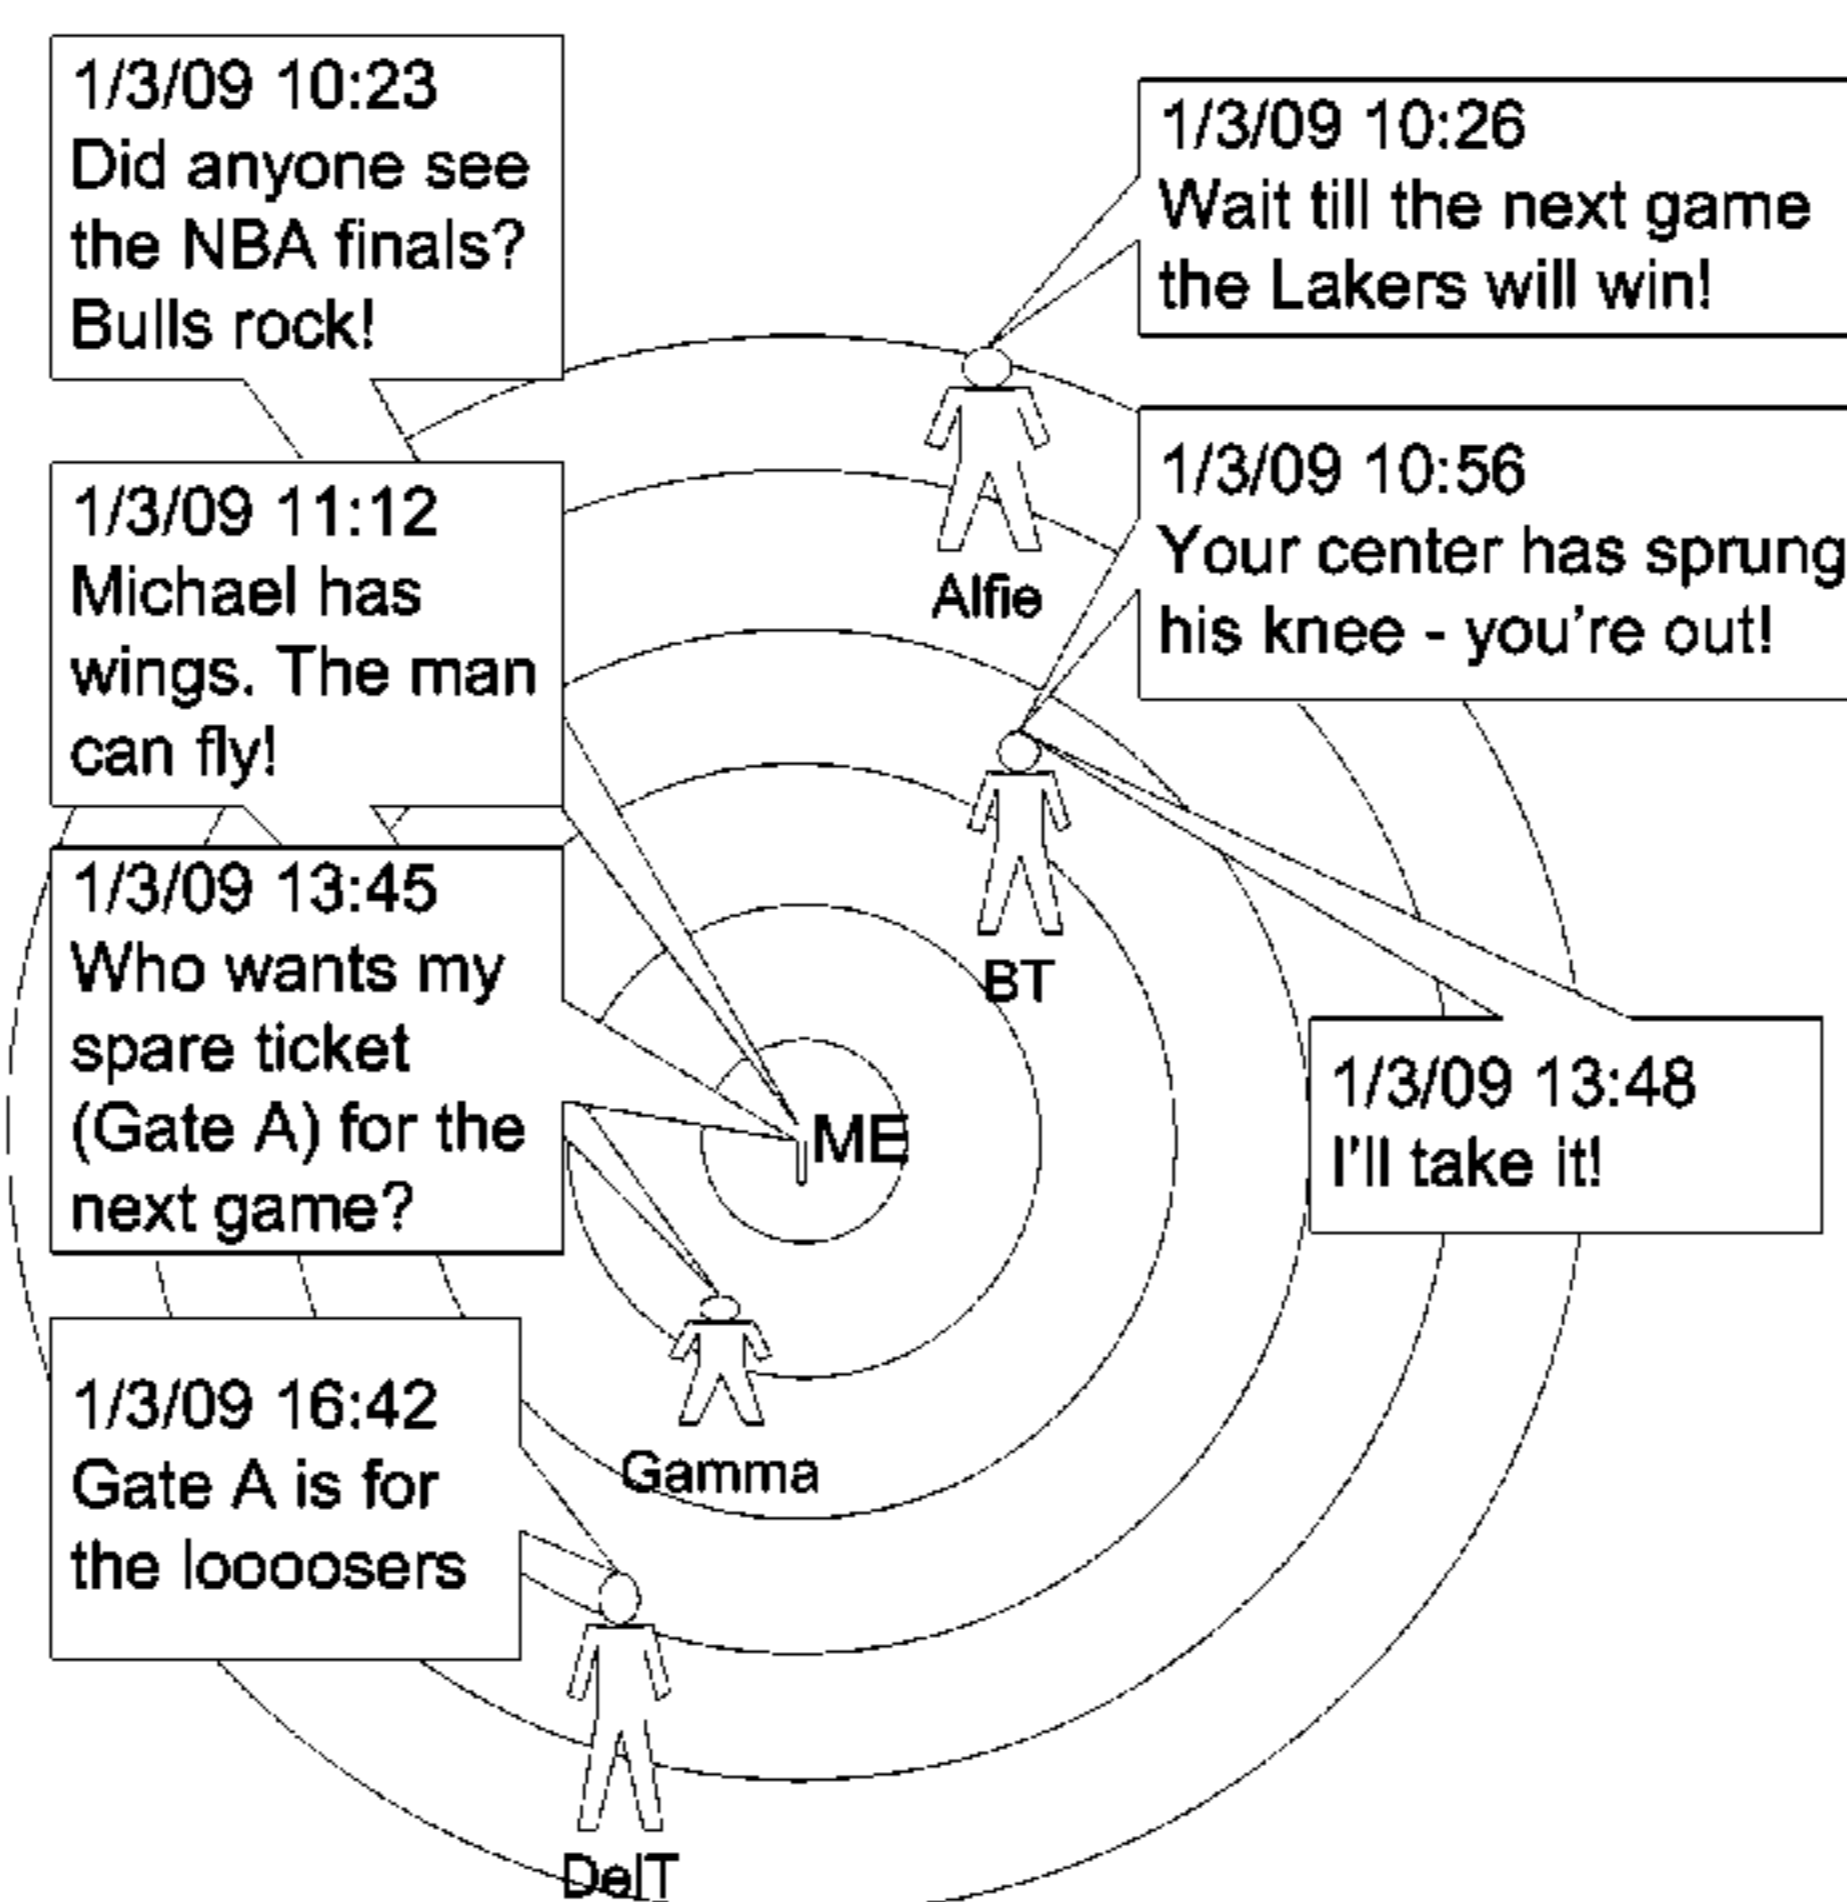 1/3/09 10:23
Did anyone see
the NBA finals?
Bulls rock!
1/3/09 10:26
Wait till the next game
the Lakers will win!
1/3/09 11:12
Michael has
wings. The man
can fly!
Alfie
1/3/09 10:56
Your center has sprung
his knee - you're out!
1/3/09 13:45
Who wants my
spare ticket
(Gate A) for the
next game?
BT
ME
1/3/09 13:48
I'll take it!
1/3/09 16:42
Gate A is for
the loooosers
Gamma
DelT